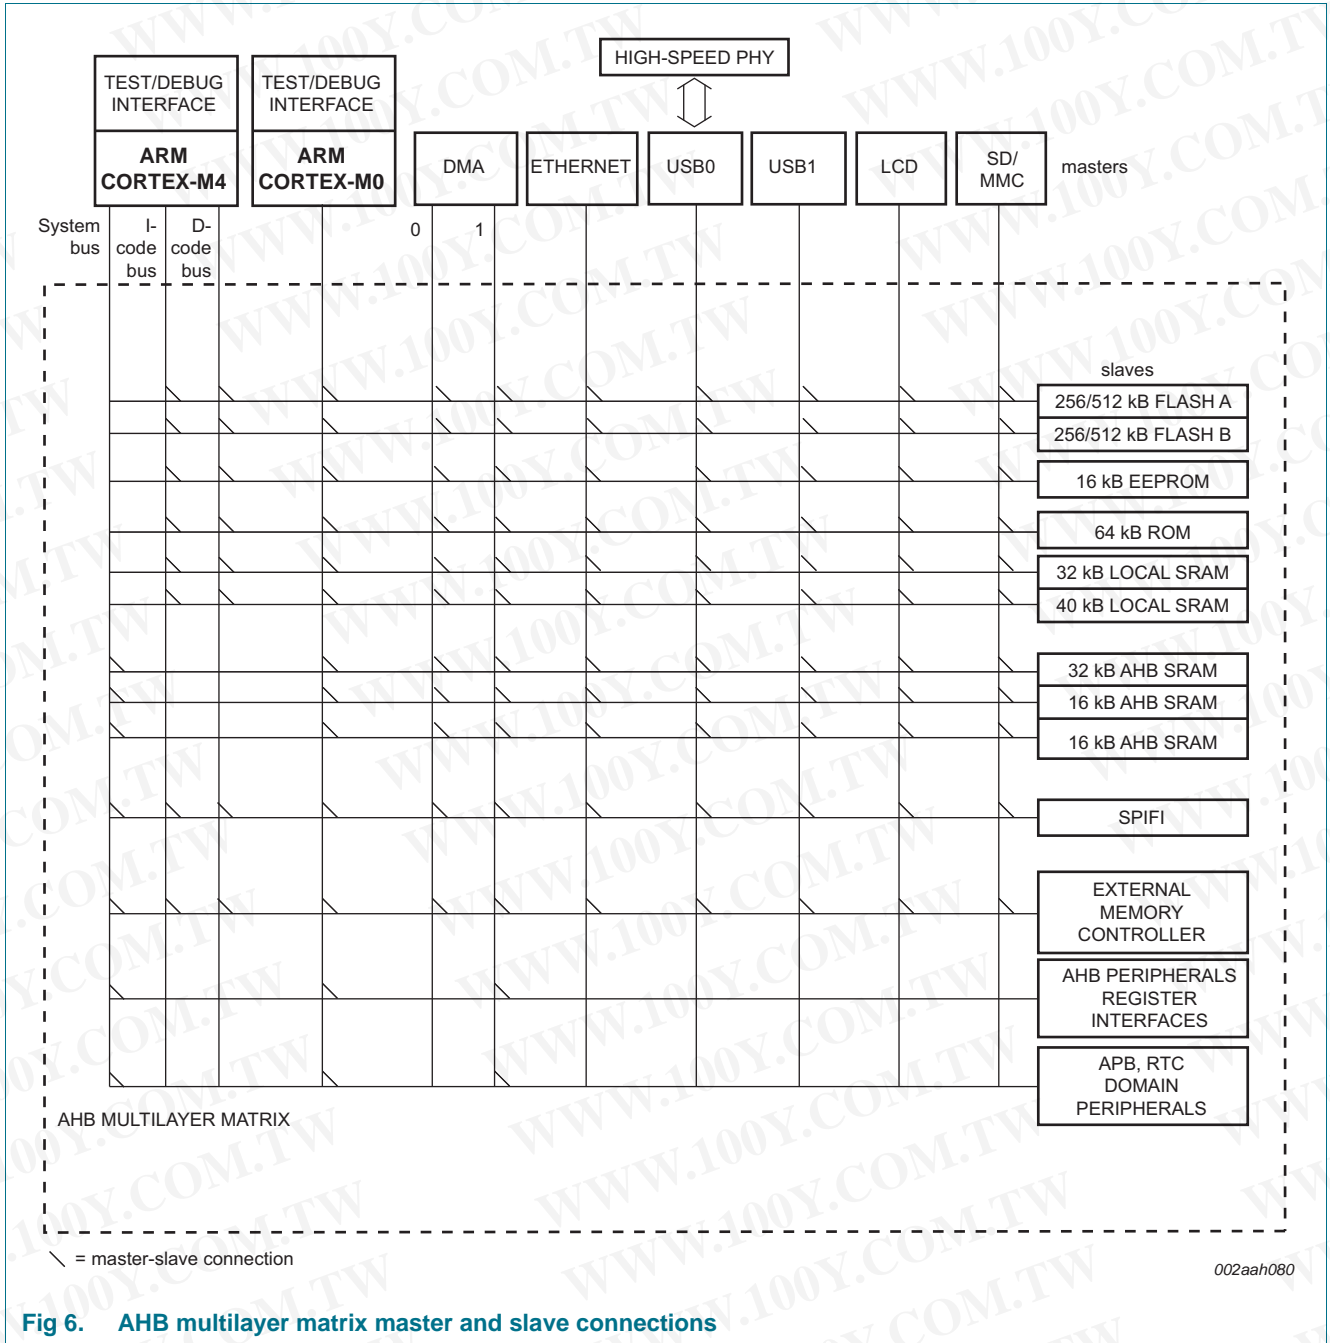 HIGH-SPEED PHY
TEST/DEBUG
INTERFACE
TEST/DEBUG
INTERFACE
ARM
CORTEX-M4
ARM
CORTEX-M0
DMA
ETHERNET
USB0
USB1
LCD
SD/
MMC
masters
System
bus
I-
code
bus
D-
code
bus
0
1
slaves
256/512 kB FLASH A
256/512 kB FLASH B
16 kB EEPROM
64 kB ROM
32 kB LOCAL SRAM
40 kB LOCAL SRAM
32 kB AHB SRAM
16 kB AHB SRAM
16 kB AHB SRAM
SPIFI
EXTERNAL
MEMORY
CONTROLLER
AHB PERIPHERALS
REGISTER
INTERFACES
APB, RTC
DOMAIN
PERIPHERALS
AHB MULTILAYER MATRIX
= master-slave connection
002aah080
Fig 6. AHB multilayer matrix master and slave connections
WWW.100Y.COM.TW